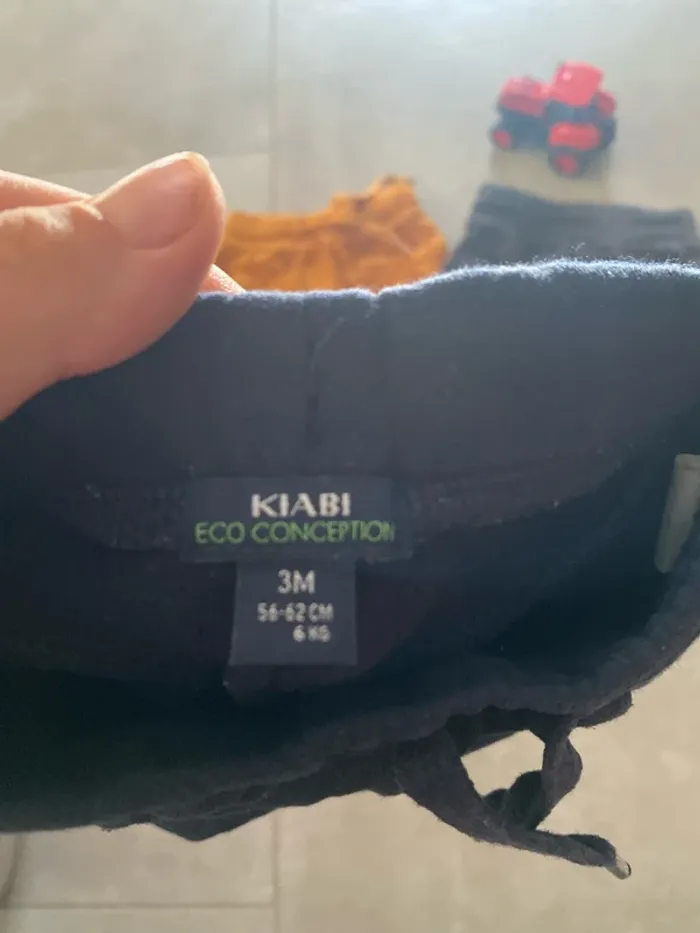 KIABI
ECO CONCEPTION
3M
56-62 CM
6 KG